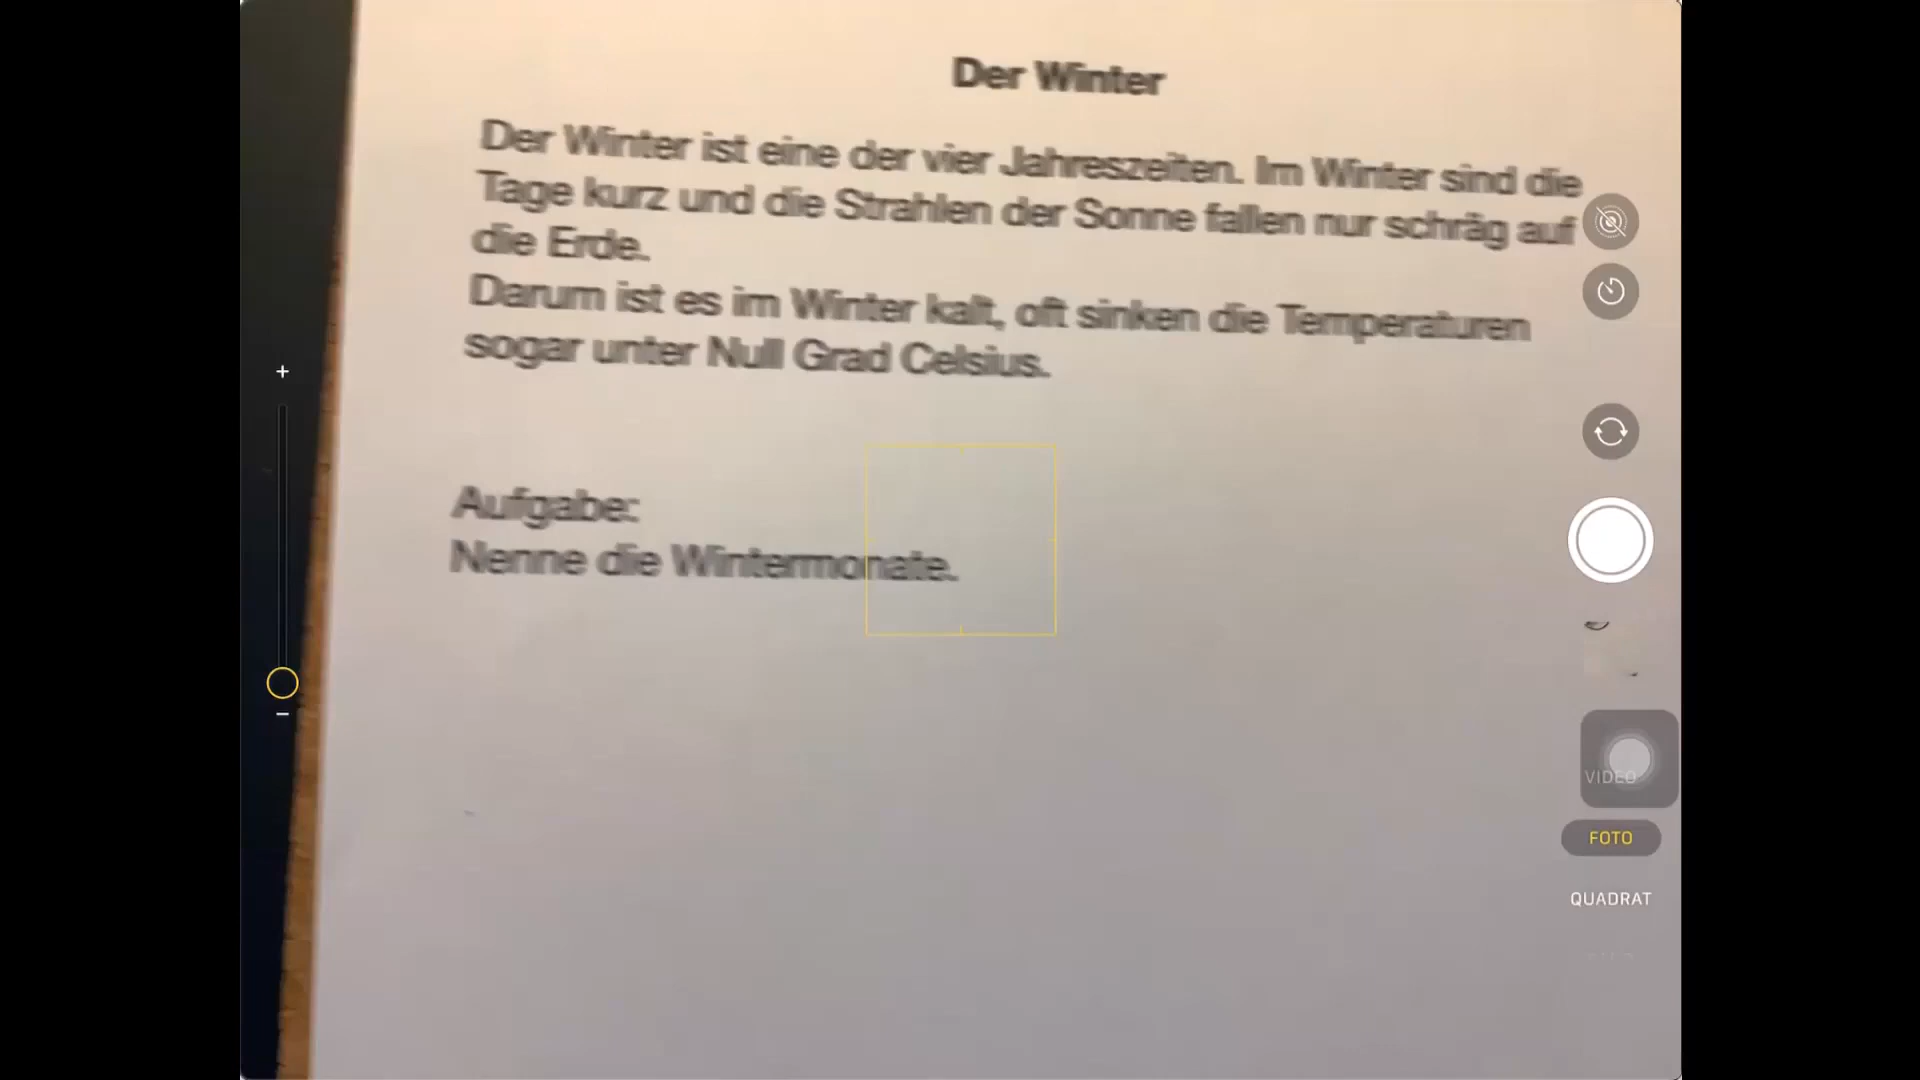 Der Winter
Der Winter ist eine der vier Jahreszeiten. Im Winter sind die
Tage kurz und die Strahlen der Sonne fallen nur schräg auf
die Erde.
Darum ist es im Winter kalt, oft sinken die Temperaturen
sogar unter Null Grad Celsius.
Aufgabe:
Nenne die Wintermonate.
VIDEO
FOTO
QUADRAT